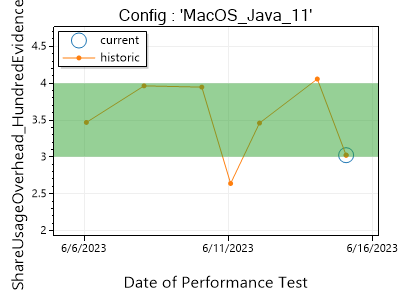 Config : 'MacOS_Java_11'
ShareUsageOverhead_HundredEvidence
current
historic
4.5
4
3.5
3
2.5
2
6/6/2023
6/11/2023
6/16/2023
Date of Performance Test